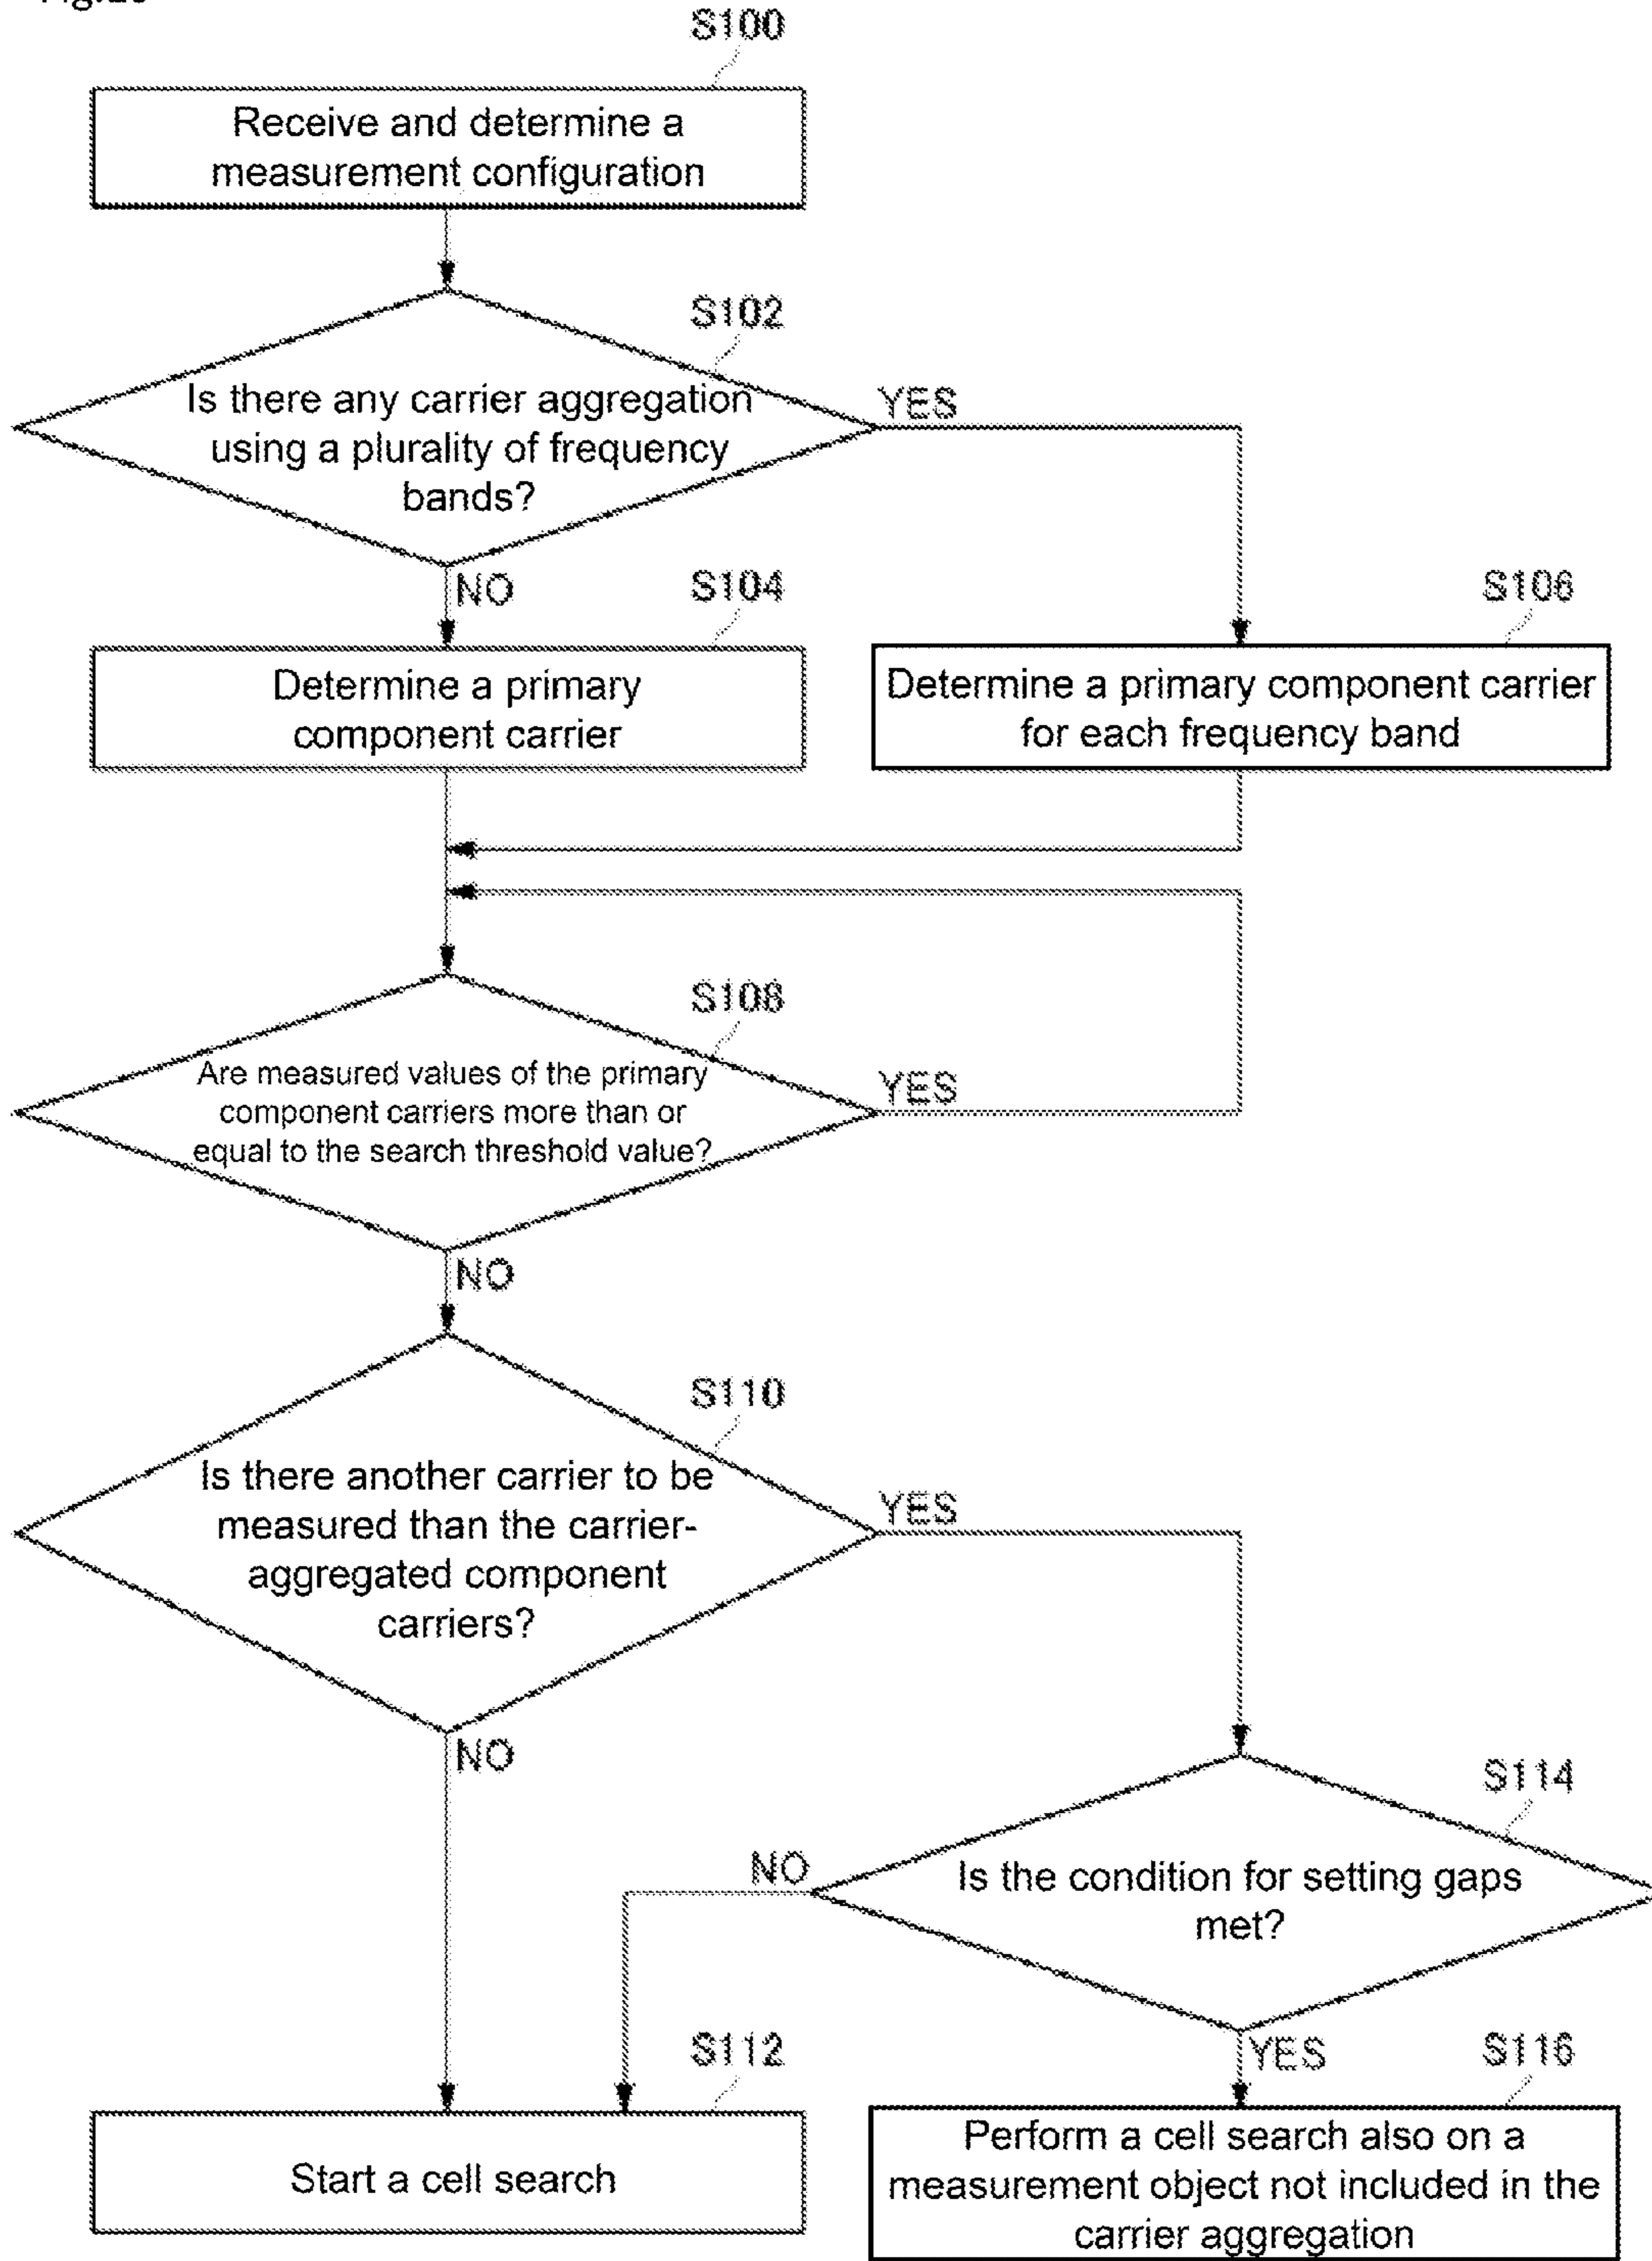 S100
Receive and determine a
measurement configuration
S102
Is there any carrier aggregation
using a plurality of frequency
bands?
YES
NO
S104
S106
Determine a primary
component carrier
Determine a primary component carrier
for each frequency band
S108
Are measured values of the primary
component carriers more than or
equal to the search threshold value?
YES
NO
S110
Is there another carrier to be
measured than the carrier-
aggregated component
carriers?
YES
NO
S114
Is the condition for setting gaps
met?
NO
YES
S112
S116
Start a cell search
Perform a cell search also on a
measurement object not included in the
carrier aggregation